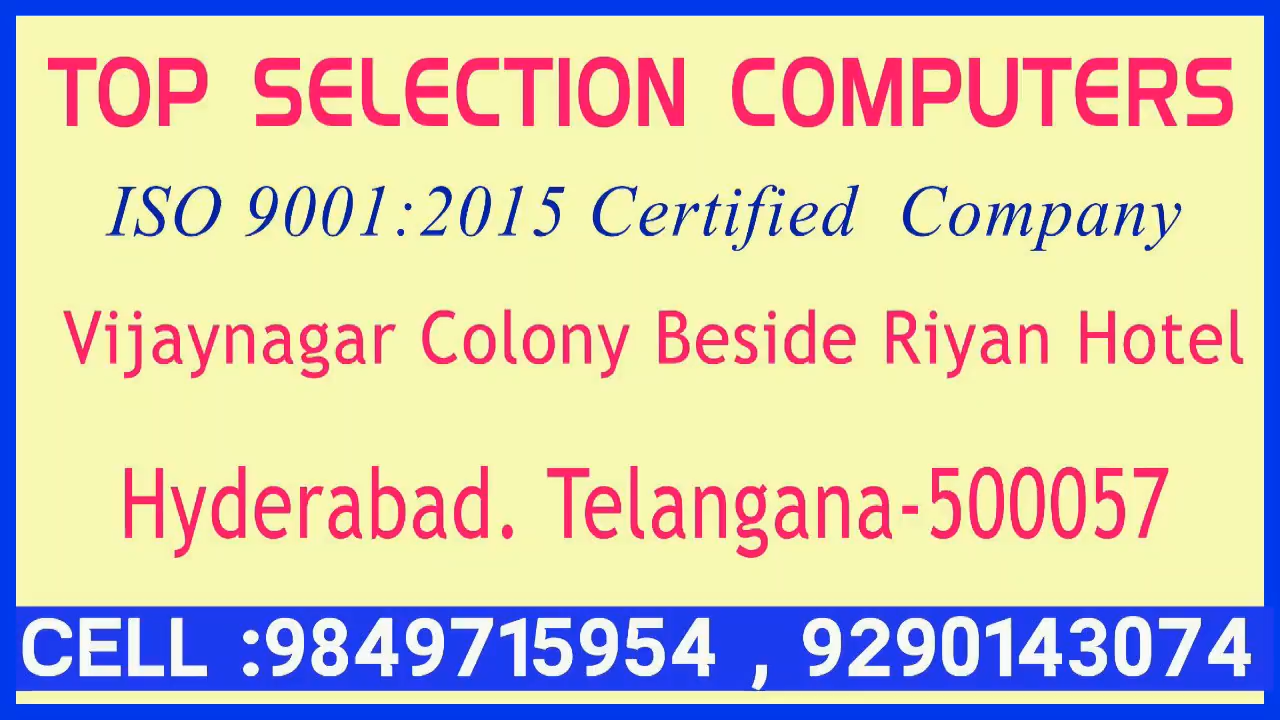 TOP SELECTION COMPUTERS
ISO 9001:2015 Certified Company
Vijaynagar Colony Beside Riyan Hotel
Hyderabad. Telangana-500057
CELL :9849715954 , 9290143074